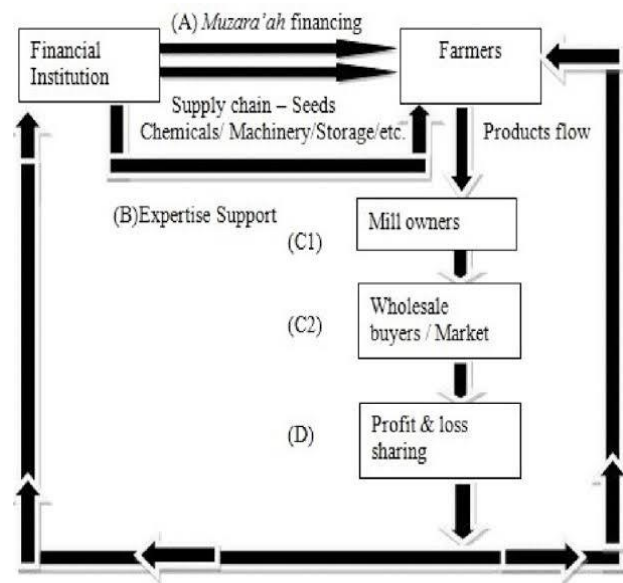 (A) Muzara’ah financing
Financial
Institution
Farmers
Supply chain – Seeds
Chemicals/ Machinery/Storage/etc.
Products flow
(B)Expertise Support
(C1)
Mill owners
(C2)
Wholesale
buyers / Market
(D)
Profit & loss
sharing